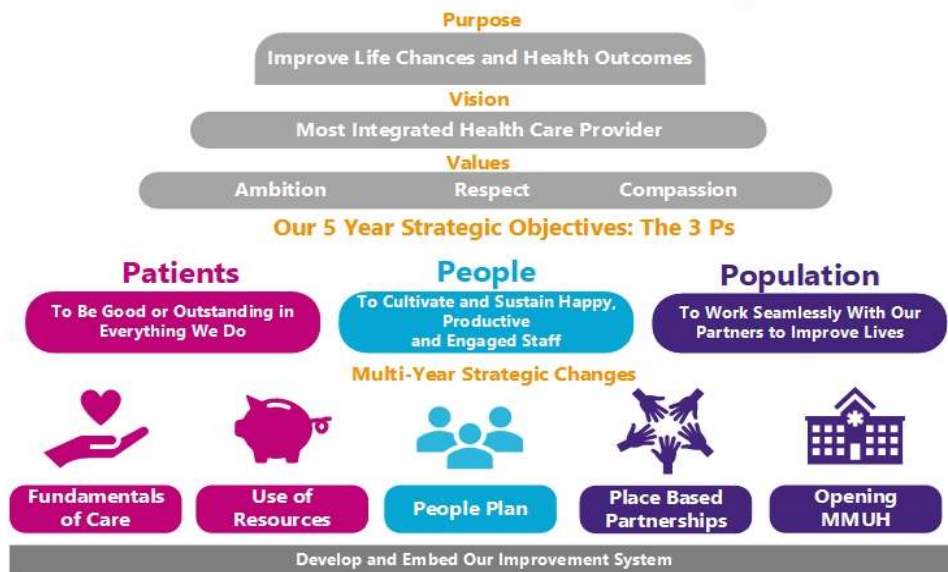 Purpose
Improve Life Chances and Health Outcomes
Vision
Most Integrated Health Care Provider
Values
Ambition Respect Compassion
Our 5 Year Strategic Objectives: The 3 Ps
Patients People Population
To Be Good or Outstanding in
Everything We Do
To Cultivate and Sustain Happy,
Productive
and Engaged Staff
To Work Seamlessly With Our
Partners to Improve Lives
Multi-Year Strategic Changes
Fundamentals
of Care
Use of
Resources
People Plan
Place Based
Partnerships
Opening
MMUH
Develop and Embed Our Improvement System